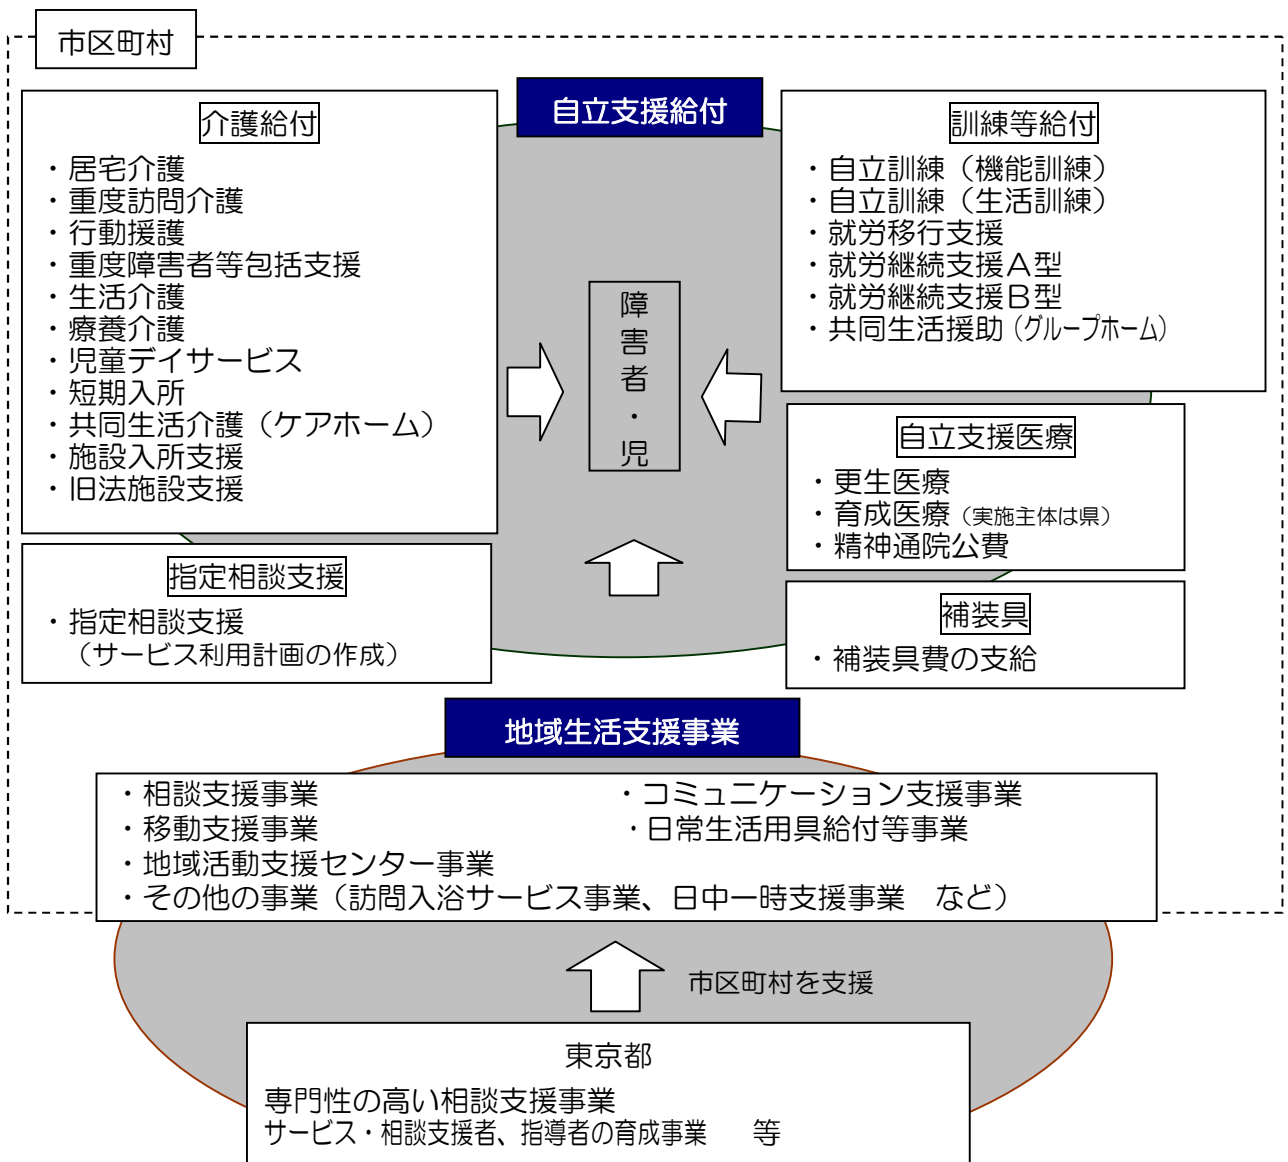 市区町村
自立支援給付
介護給付
・居宅介護
・重度訪問介護
・行動援護
・重度障害者等包括支援
・生活介護
・療養介護
・児童デイサービス
・短期入所
・共同生活介護（ケアホーム）
・施設入所支援
・旧法施設支援
訓練等給付
・自立訓練（機能訓練）
・自立訓練（生活訓練）
・就労移行支援
・就労継続支援Ａ型
・就労継続支援Ｂ型
・共同生活援助（グループホーム）
障害者・児
自立支援医療
・更生医療
・育成医療（実施主体は県）
・精神通院公費
指定相談支援
・指定相談支援
（サービス利用計画の作成）
補装具
・補装具費の支給
地域生活支援事業
・相談支援事業　・コミュニケーション支援事業
・移動支援事業　・日常生活用具給付等事業
・地域活動支援センター事業
・その他の事業（訪問入浴サービス事業、日中一時支援事業　など）
市区町村を支援
東京都
専門性の高い相談支援事業
サービス・相談支援者、指導者の育成事業　等